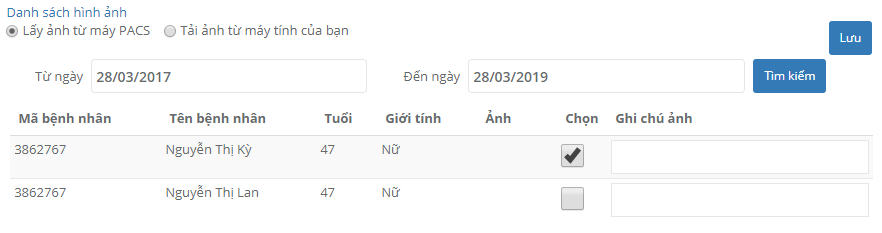 Danh sách hình ảnh
Lấy ảnh từ máy PACS Tải ảnh từ máy tính của bạn
Lưu
Từ ngày 28/03/2017 Đến ngày 28/03/2019 Tìm kiếm
Mã bệnh nhân Tên bệnh nhân Tuổi Giới tính Ảnh Chọn Ghi chú ảnh
3862767 Nguyễn Thị Kỳ 47 Nữ
3862767 Nguyễn Thị Lan 47 Nữ